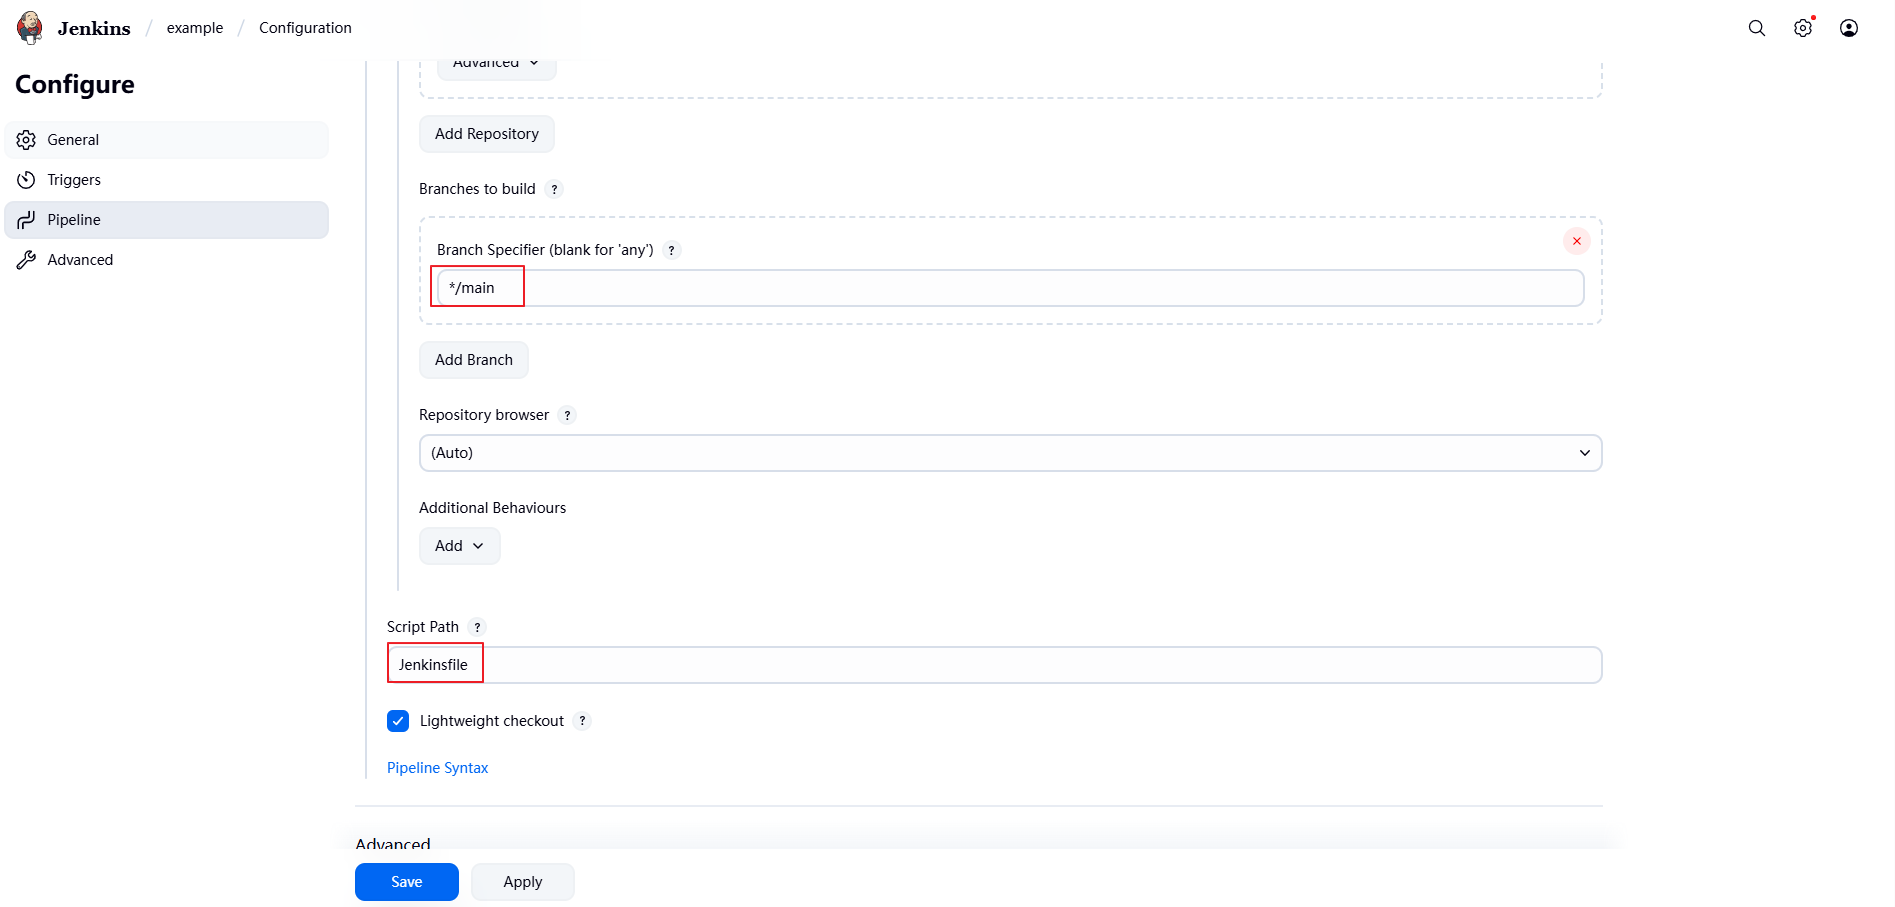 Jenkins / example / Configuration
Configure
General
Triggers
Pipeline
Advanced
Advanced
Add Repository
Branches to build ?
Branch Specifier (blank for 'any') ?
*/main
Add Branch
Repository browser ?
(Auto)
Additional Behaviours
Add
Script Path ?
Jenkinsfile
Lightweight checkout ?
Pipeline Syntax
Advanced
Save Apply